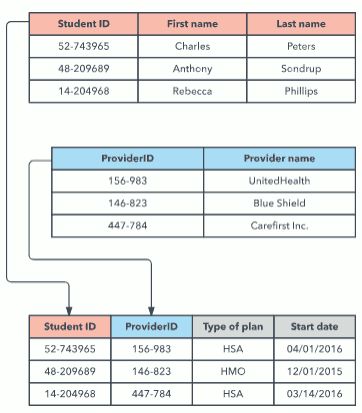 Student ID First name Last name
52-743965 Charles Peters
48-209689 Anthony Sondrup
14-204968 Rebecca Phillips
ProviderID Provider name
156-983 UnitedHealth
146-823 Blue Shield
447-784 Carefirst Inc.
Student ID ProviderID Type of plan Start date
52-743965 156-983 HSA 04/01/2016
48-209689 146-823 HMO 12/01/2015
14-204968 447-784 HSA 03/14/2016